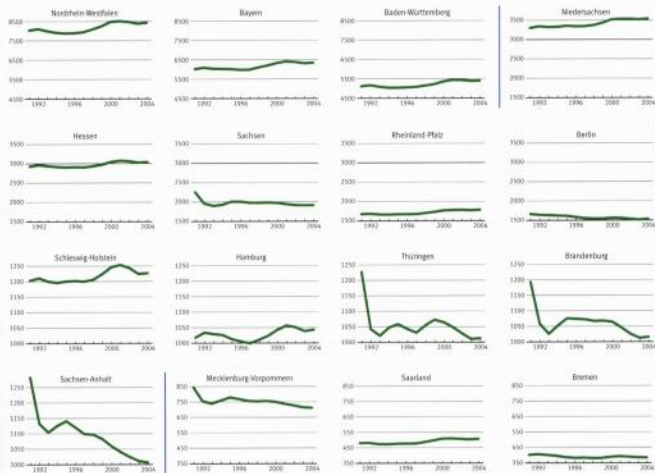 Nordrhein-Westfalen
8500
7500
6500
5500
4500
1992 1996 2000 2004
Bayern
8500
7500
6500
5500
4500
1992 1996 2000 2004
Baden-Württemberg
8500
7500
6500
5500
4500
1992 1996 2000 2004
Niedersachsen
3500
3000
2500
2000
1500
1992 1996 2000 2004
Hessen
3500
3000
2500
2000
1500
1992 1996 2000 2004
Sachsen
3500
3000
2500
2000
1500
1992 1996 2000 2004
Rheinland-Pfalz
3500
3000
2500
2000
1500
1992 1996 2000 2004
Berlin
3500
3000
2500
2000
1500
1992 1996 2000 2004
Schleswig-Holstein
1250
1200
1150
1100
1050
1000
1992 1996 2000 2004
Hamburg
1250
1200
1150
1100
1050
1000
1992 1996 2000 2004
Thüringen
1250
1200
1150
1100
1050
1000
1992 1996 2000 2004
Brandenburg
1250
1200
1150
1100
1050
1000
1992 1996 2000 2004
Sachsen-Anhalt
1250
1200
1150
1100
1050
1000
1992 1996 2000 2004
Mecklenburg-Vorpommern
850
750
650
550
450
350
1992 1996 2000 2004
Saarland
850
750
650
550
450
350
1992 1996 2000 2004
Bremen
850
750
650
550
450
350
1992 1996 2000 2004